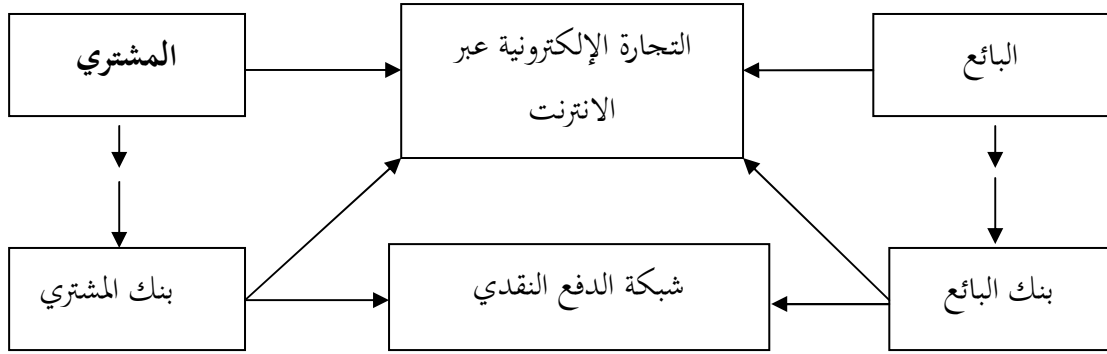 البائع
التجارة الإلكترونية عبر
الانترنت
المشتري
بنك البائع
شبكة الدفع النقدي
بنك المشتري